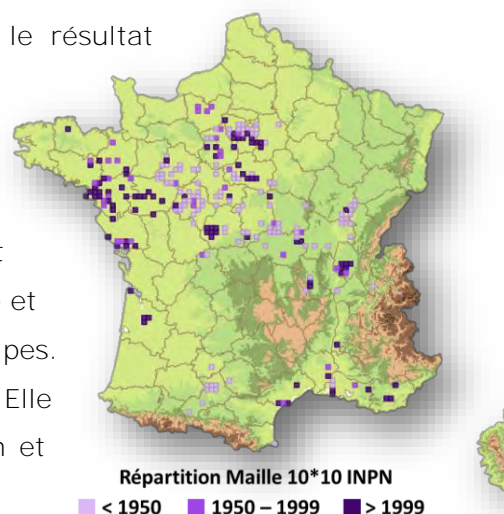 le résultat
t
et
pes.
Elle
n et
Répartition Maille 10*10 INPN
< 1950 1950 – 1999 > 1999